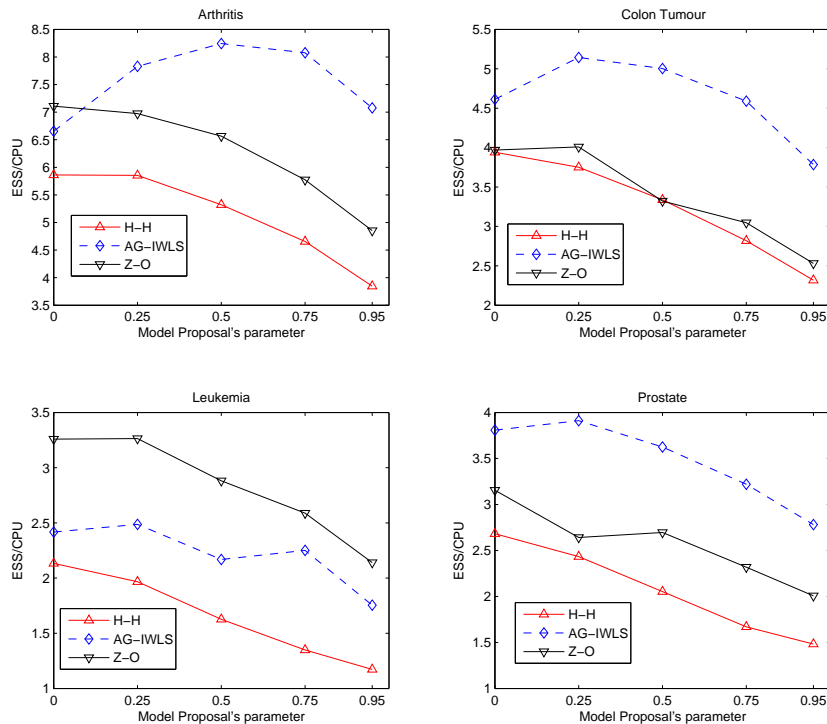 Arthritis
8.5
8
7.5
7
6.5
6
5.5
5
4.5
4
3.5
ESS/CPU
H−H
AG−IWLS
Z−O
0 0.25 0.5 0.75 0.95
Model Proposal's parameter
Colon Tumour
5.5
5
4.5
4
3.5
3
2.5
2
ESS/CPU
H−H
AG−IWLS
Z−O
0 0.25 0.5 0.75 0.95
Model Proposal's parameter
Leukemia
3.5
3
2.5
2
1.5
1
ESS/CPU
H−H
AG−IWLS
Z−O
0 0.25 0.5 0.75 0.95
Model Proposal's parameter
Prostate
4
3.5
3
2.5
2
1.5
1
ESS/CPU
H−H
AG−IWLS
Z−O
0 0.25 0.5 0.75 0.95
Model Proposal's parameter